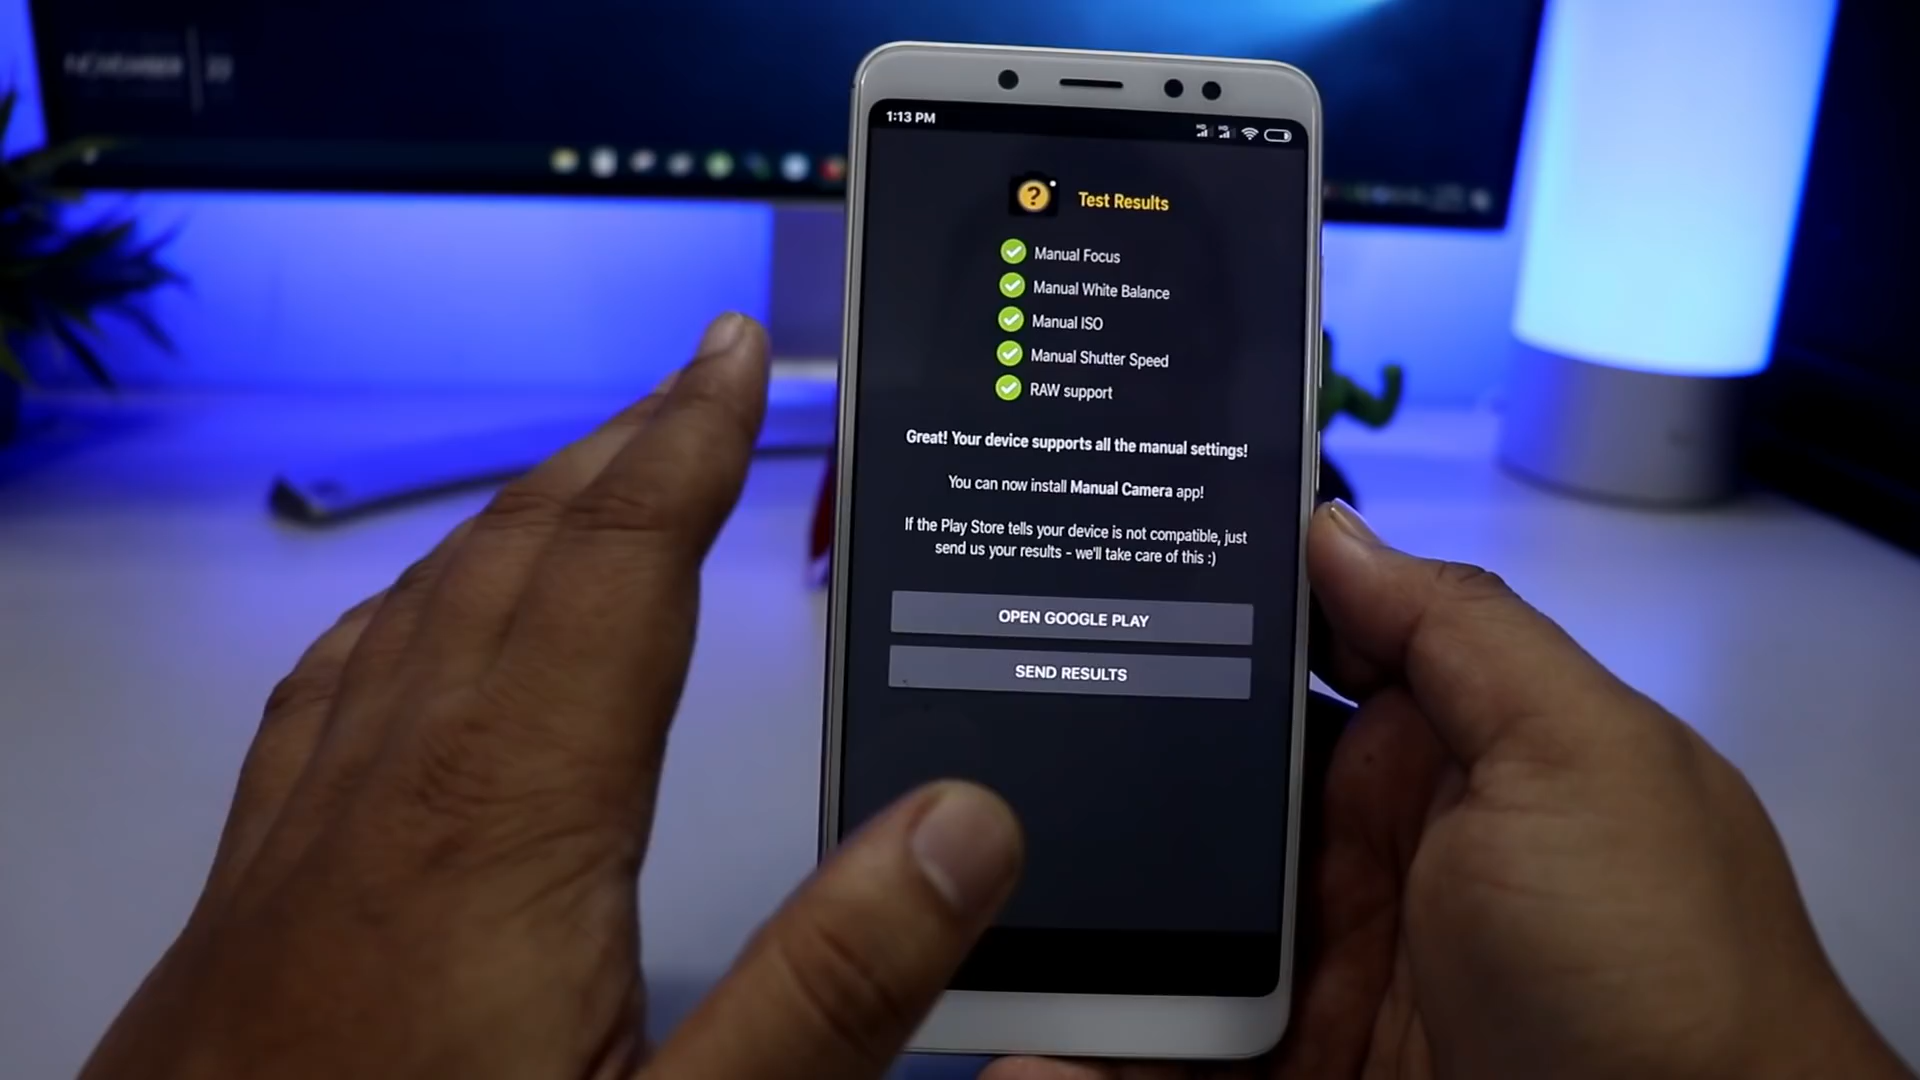 NOVEMBER 22
1:13 PM
Test Results
Manual Focus
Manual White Balance
Manual ISO
Manual Shutter Speed
RAW support
Great! Your device supports all the manual settings!
You can now install Manual Camera app!
If the Play Store tells your device is not compatible, just
send us your results - we'll take care of this :)
OPEN GOOGLE PLAY
SEND RESULTS